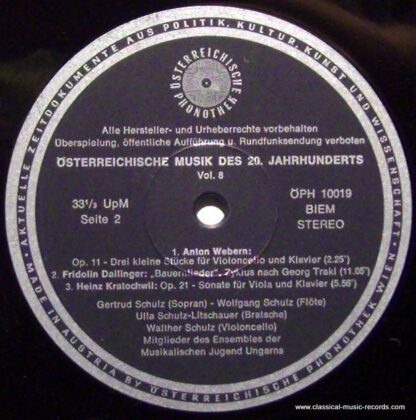 AKTUELLE ZEITDOKUMENTE AUS POLITIK, KULTUR, KUNST UND WISSENSCHAFT
ÖSTERREICHISCHE PHONOTHEK
Alle Hersteller- und Urheberrechte vorbehalten
Überspielung, öffentliche Aufführung u. Rundfunksendung verboten
ÖSTERREICHISCHE MUSIK DES 20. JAHRHUNDERTS
Vol. 8
33⅓ UpM
Seite 2
ÖPH 10019
BIEM
STEREO
1. Anton Webern:
Op. 11 - Drei kleine Stücke für Violoncello und Klavier (2.25")
2. Fridolin Dallinger: „Bauernlieder“, Zyklus nach Georg Trakl (11.05")
3. Heinz Kratochwil: Op. 21 - Sonate für Viola und Klavier (5.56")
Gertrud Schulz (Sopran) - Wolfgang Schulz (Flöte)
Ulla Schulz-Litschauer (Bratsche)
Walther Schulz (Violoncello)
Mitglieder des Ensembles der
Musikalischen Jugend Ungarns
MADE IN AUSTRIA BY ÖSTERREICHISCHE PHONOTHEK WIEN
www.classical-music-records.com